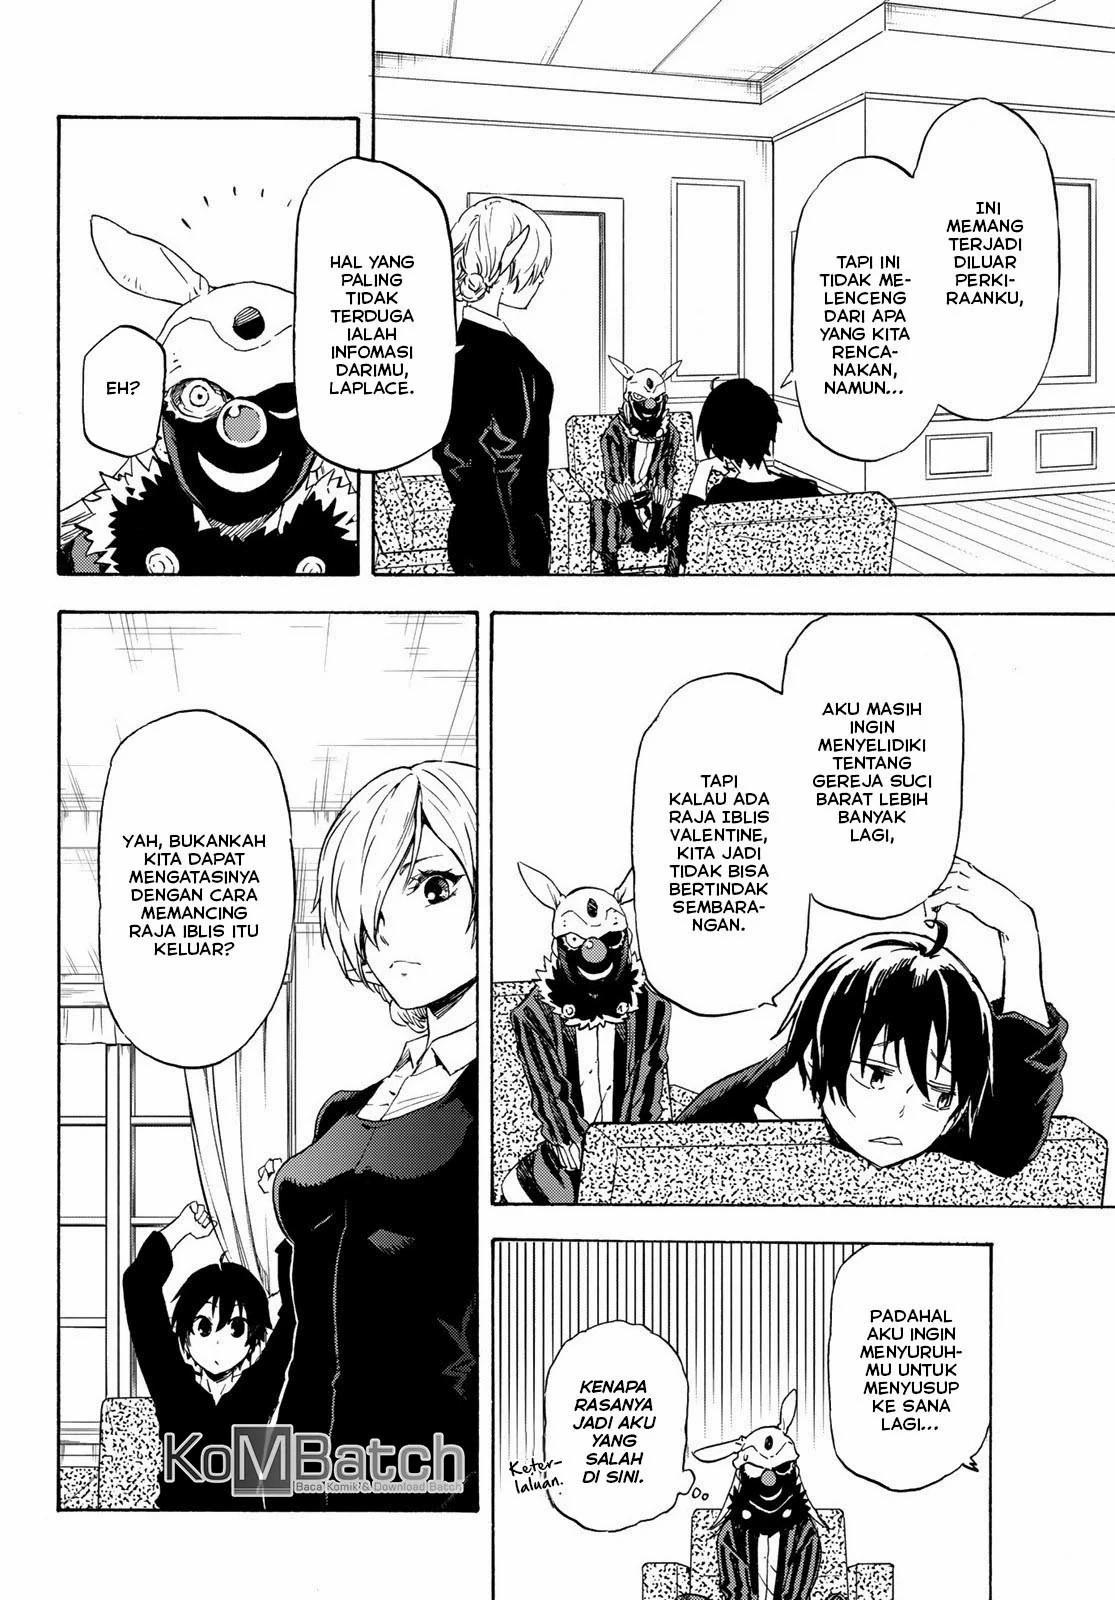 INI
MEMANG
TERJADI
DILUAR
PERKI-
RAANKU,
TAPI INI
TIDAK ME-
LENCENG
DARI APA
YANG KITA
RENCA-
NAKAN,
NAMUN...
HAL YANG
PALING
TIDAK
TERDUGA
IALAH
INFOMASI
DARIMU,
LAPLACE.
EH?
AKU MASIH
INGIN
MENYELIDIKI
TENTANG
GEREJA SUCI
BARAT LEBIH
BANYAK
LAGI,
TAPI
KALAU ADA
RAJA IBLIS
VALENTINE,
KITA JADI
TIDAK BISA
BERTINDAK
SEMBARA-
NGAN.
PADAHAL
AKU INGIN
MENYURUH-
MU UNTUK
MENYUSUP
KE SANA
LAGI...
KENAPA
RASANYA
JADI AKU
YANG
SALAH
DI SINI.
Keter-
laluan.
YAH, BUKANKAH
KITA DAPAT
MENGATASINYA
DENGAN CARA
MEMANCING
RAJA IBLIS ITU
KELUAR?
KoMBatch
Baca Komik & Download Batch